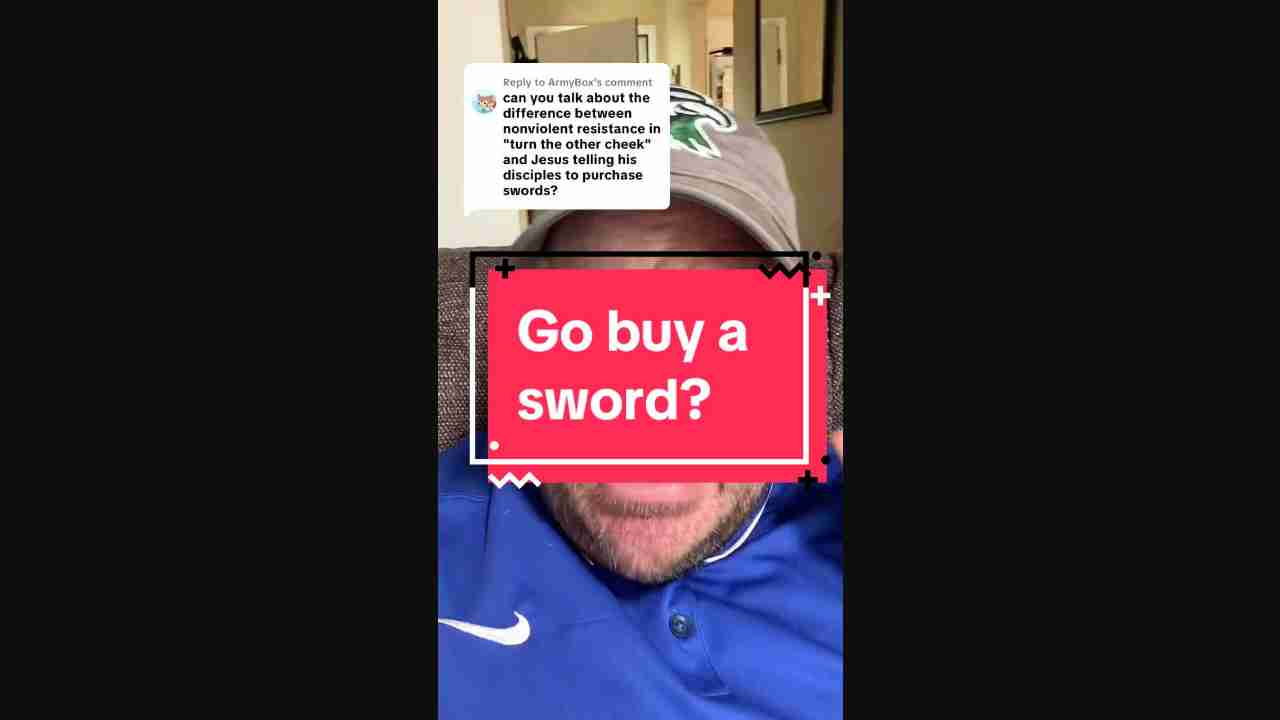 Reply to ArmyBox's comment
can you talk about the
difference between
nonviolent resistance in
"turn the other cheek"
and Jesus telling his
disciples to purchase
swords?
Go buy a
sword?